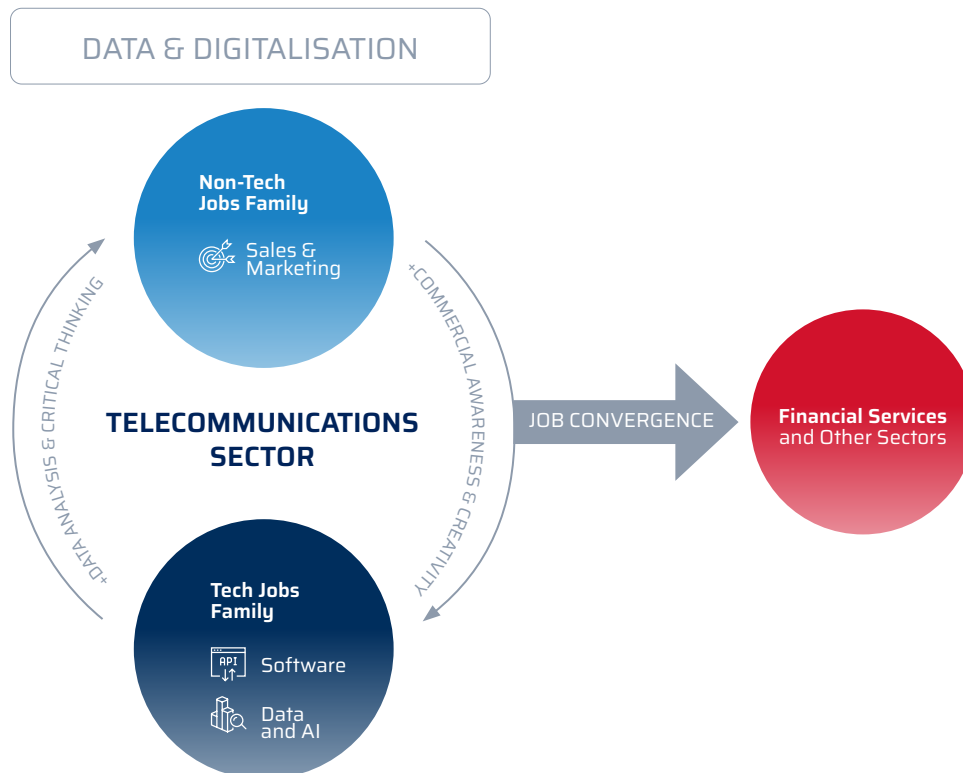 DATA & DIGITALISATION
Non-Tech
Jobs Family
Sales &
Marketing
+DATA ANALYSIS & CRITICAL THINKING
+COMMERCIAL AWARENESS & CREATIVITY
TELECOMMUNICATIONS
SECTOR
JOB CONVERGENCE
Financial Services
and Other Sectors
Tech Jobs
Family
API
Software
Data
and AI